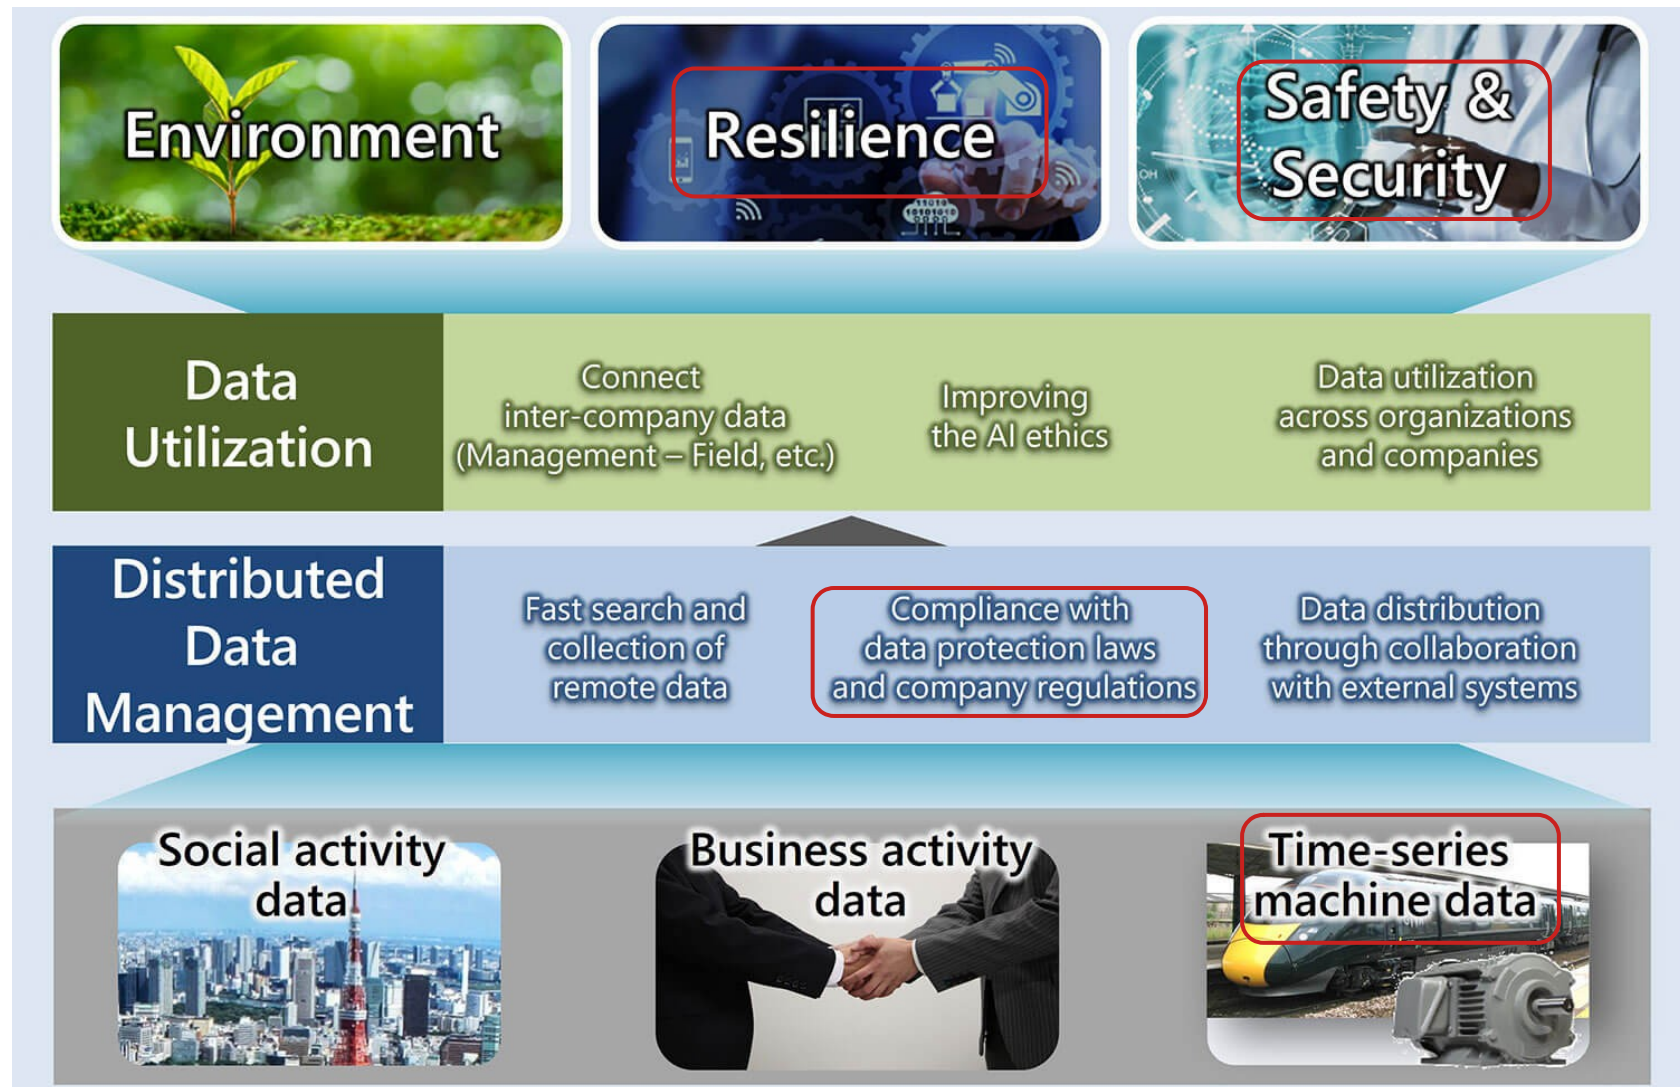 Environment
Resilience
Safety &
Security
Data
Utilization
Connect
inter-company data
(Management – Field, etc.)
Improving
the AI ethics
Data utilization
across organizations
and companies
Distributed
Data
Management
Fast search and
collection of
remote data
Compliance with
data protection laws
and company regulations
Data distribution
through collaboration
with external systems
Social activity
data
Business activity
data
Time-series
machine data
11010
10101010